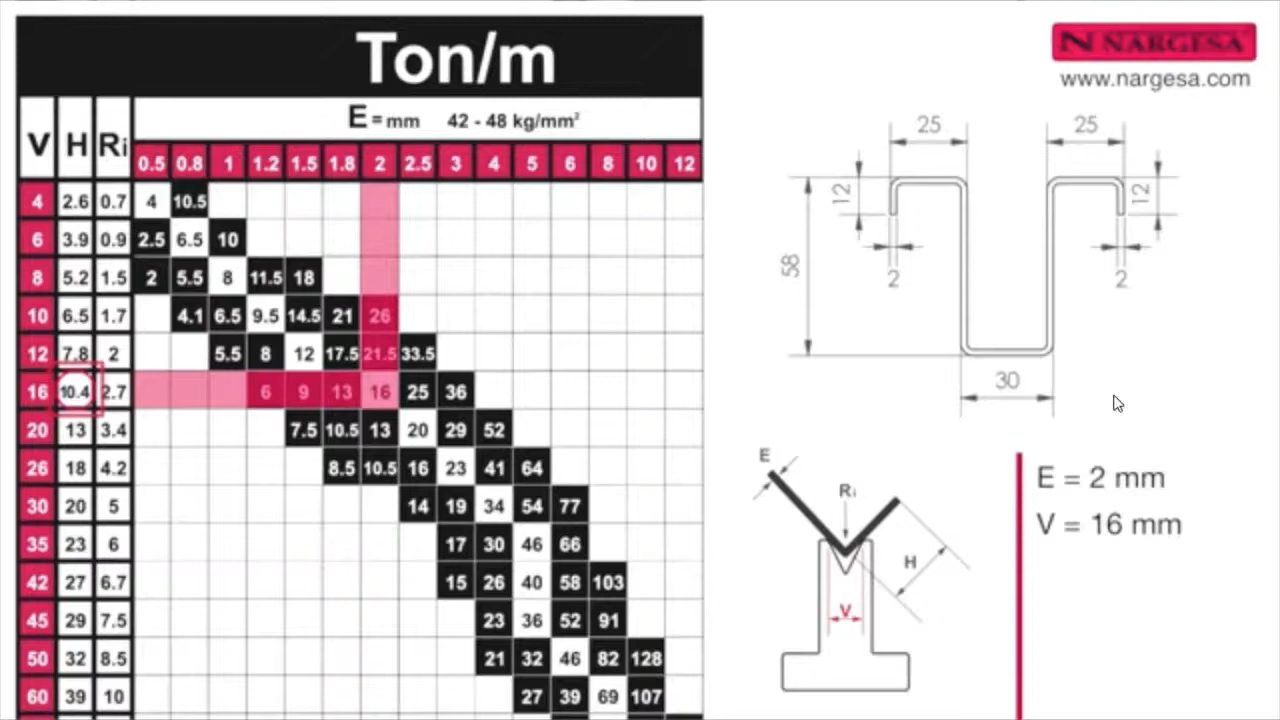 Ton/m
N NARGESA
www.nargesa.com
V H Ri
E = mm 42 - 48 kg/mm²
0.5 0.8 1 1.2 1.5 1.8 2 2.5 3 4 5 6 8 10 12
4 2.6 0.7 4 10.5
6 3.9 0.9 2.5 6.5 10
8 5.2 1.5 2 5.5 8 11.5 18
10 6.5 1.7 4.1 6.5 9.5 14.5 21 26
12 7.8 2 5.5 8 12 17.5 21.5 33.5
16 10.4 2.7 6 9 13 16 25 36
20 13 3.4 7.5 10.5 13 20 29 52
26 18 4.2 8.5 10.5 16 23 41 64
30 20 5 14 19 34 54 77
35 23 6 17 30 46 66
42 27 6.7 15 26 40 58 103
45 29 7.5 23 36 52 91
50 32 8.5 21 32 46 82 128
60 39 10 27 39 69 107
25 25
12 12
58
2 2
30
E
Ri
H
V
E = 2 mm
V = 16 mm